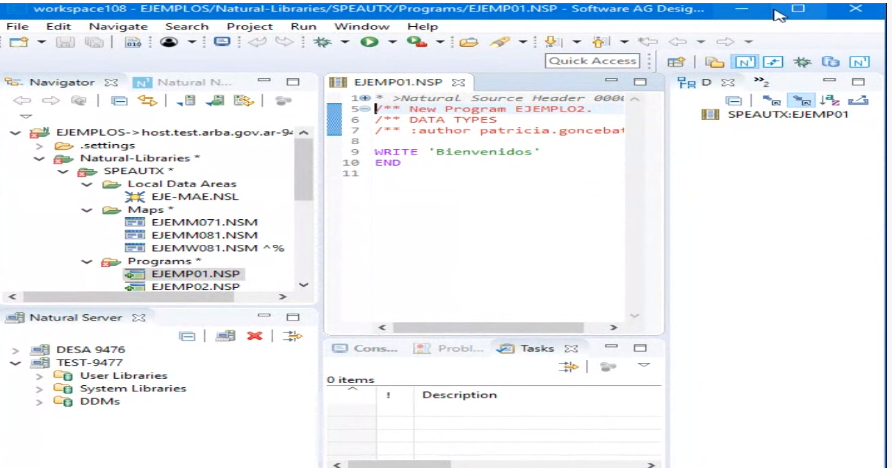 workspace108 - EJEMPLOS/Natural-Libraries/SPEAUTX/Programs/EJEMP01.NSP - Software AG Desig...
File Edit Navigate Search Project Run Window Help
Quick Access
Navigator Natural N...
EJEMPLOS->host.test.arba.gov.ar-94
.settings
Natural-Libraries *
SPEAUTX *
Local Data Areas
EJE-MAE.NSL
Maps *
EJEMM071.NSM
EJEMM081.NSM
EJEMW081.NSM ^%
Programs *
EJEMP01.NSP
EJEMP02.NSP
EJEMP01.NSP
1 * >Natural Source Header 0000
5 /** New Program EJEMPLO2.
6 /** DATA TYPES
7 /** :author patricia.goncebat
8
9 WRITE 'Bienvenidos'
10 END
11
D
2
SPEAUTX:EJEMP01
Natural Server
DESA 9476
TEST-9477
User Libraries
System Libraries
DDMs
Cons... Probl... Tasks
0 items
! Description